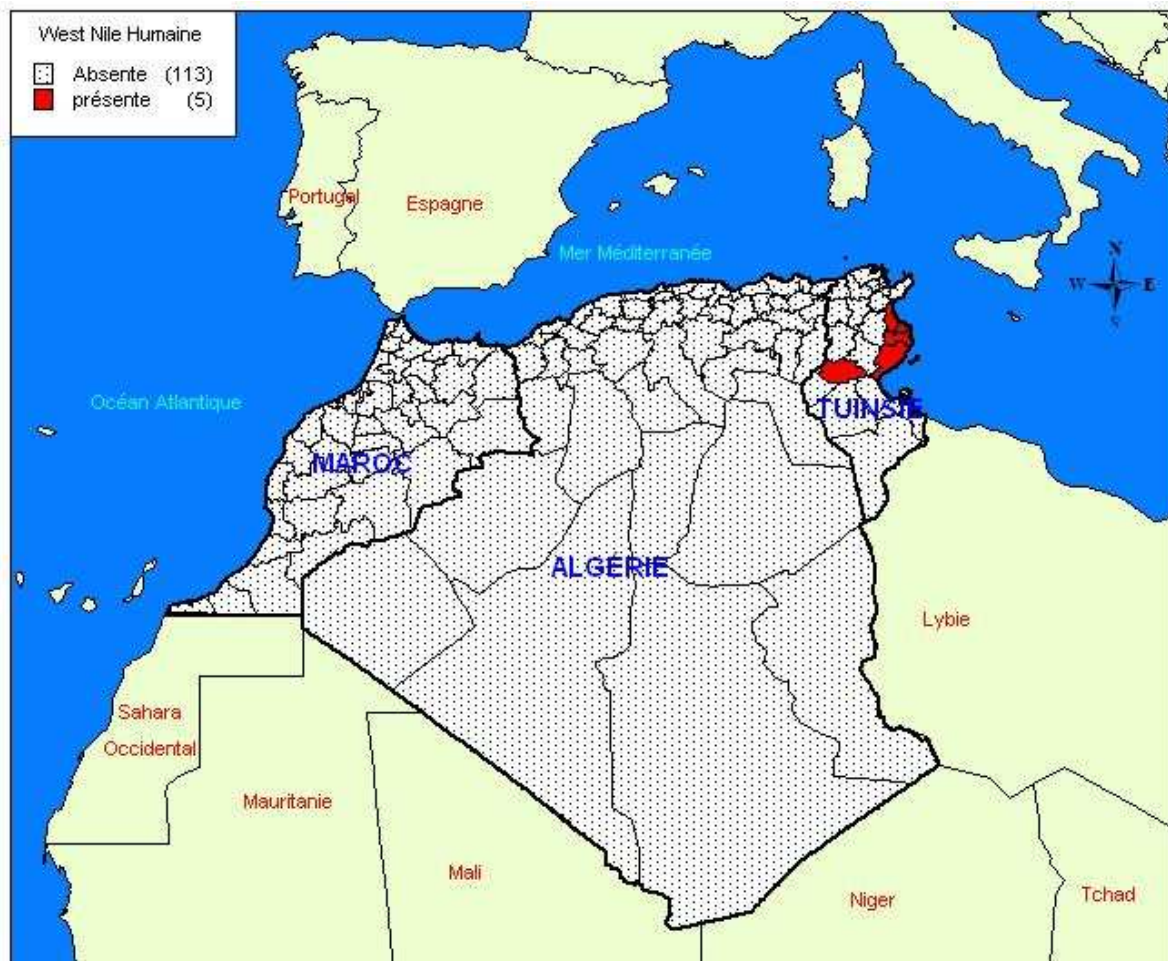 West Nile Humaine
Absente (113)
présente (5)
Portugal
Espagne
Mer Méditerranée
N
W E
S
Océan Atlantique
TUINSIE
MAROC
ALGERIE
Lybie
Sahara
Occidental
Mauritanie
Mali
Niger
Tchad